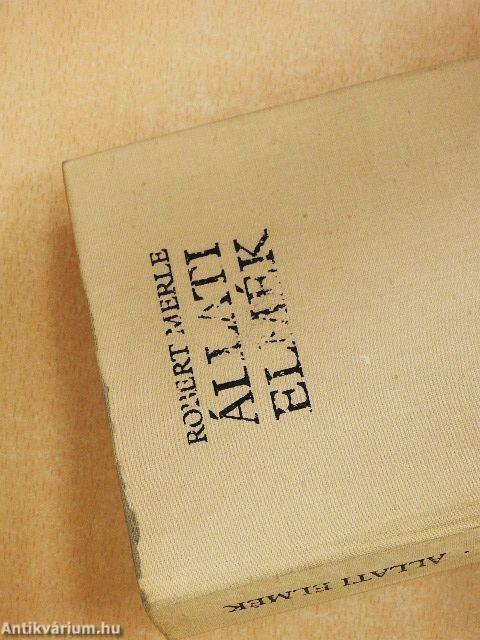 ROBERT MERLE
ÁLLATI
ELMÉK
· ÁLLATI ELMÉK
Antikvárium.hu